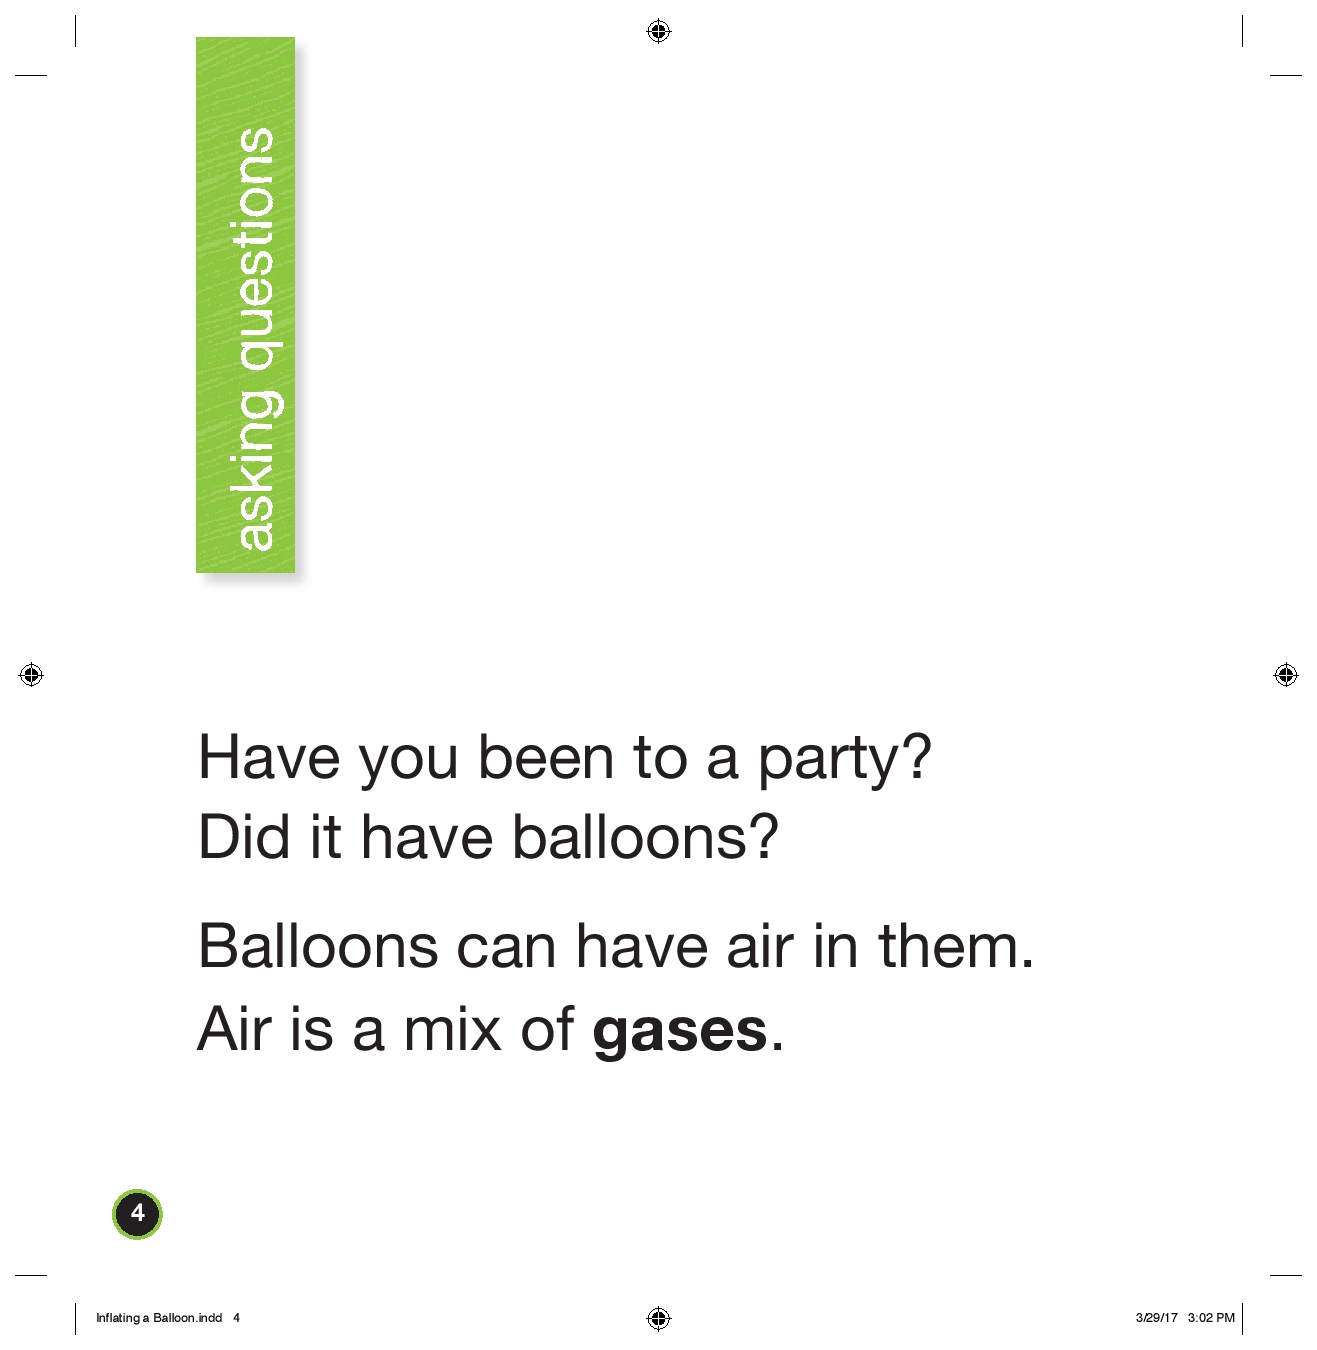 asking questions
Have you been to a party?
Did it have balloons?
Balloons can have air in them.
Air is a mix of gases.
4
Inflating a Balloon.indd 4
3/29/17 3:02 PM